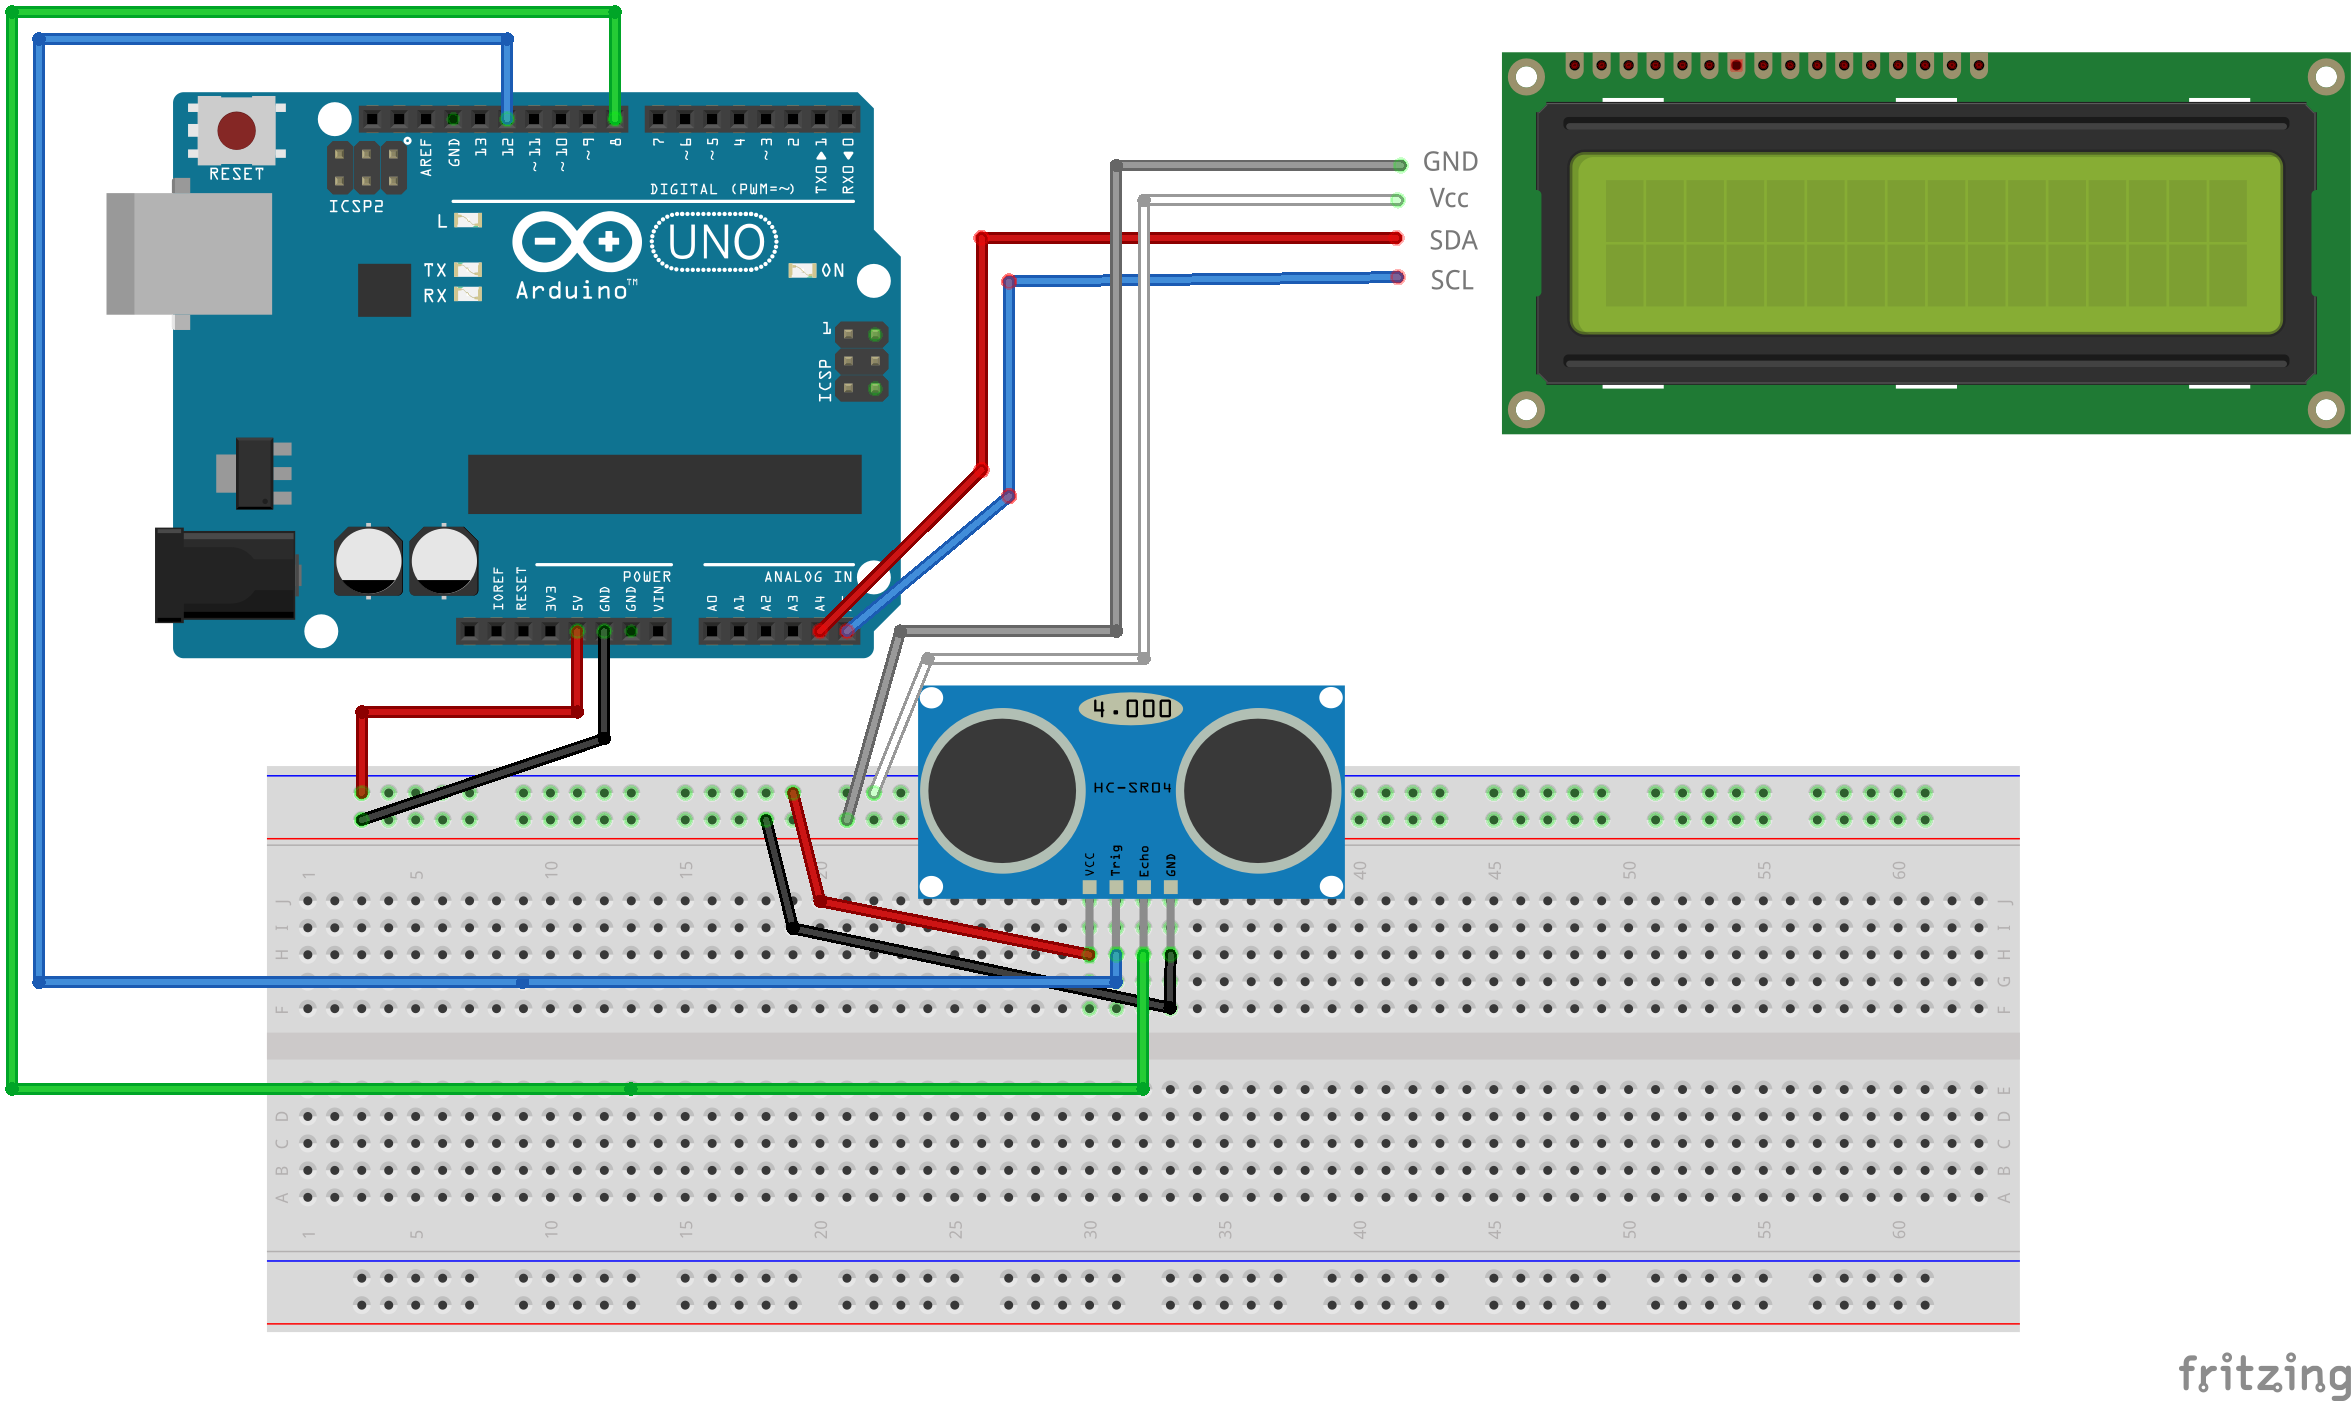 RESET
ICSP2
AREF
GND
13
12
~11
~10
~9
8
7
~6
~5
4
~3
2
TX0▶1
RX0◀0
DIGITAL (PWM=~)
L
TX
RX
UNO
Arduino™
ON
1
ICSP
IOREF
RESET
3V3
5V
GND
GND
VIN
POWER
A0
A1
A2
A3
A4
ANALOG IN
GND
Vcc
SDA
SCL
4.000
HC-SR04
VCC
Trig
Echo
GND
1 5 10 15 20 40 45 50 55 60
J J
I I
H H
G
F F
E
D D
C C
B B
A A
1 5 10 15 20 25 30 35 40 45 50 55 60
fritzing